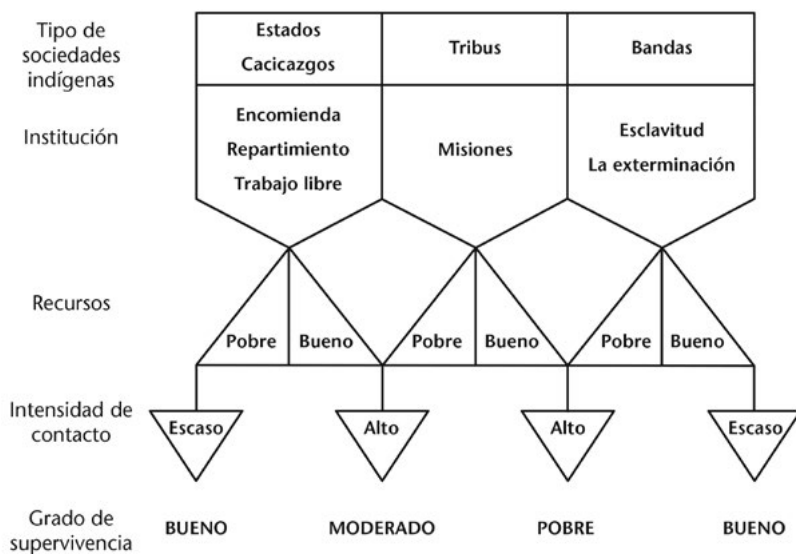 Tipo de
sociedades
indígenas
Estados
Cacicazgos
Tribus
Bandas
Institución
Encomienda
Repartimiento
Trabajo libre
Misiones
Esclavitud
La exterminación
Recursos
Pobre
Bueno
Pobre
Bueno
Pobre
Bueno
Intensidad de
contacto
Escaso
Alto
Alto
Escaso
Grado de
supervivencia
BUENO
MODERADO
POBRE
BUENO